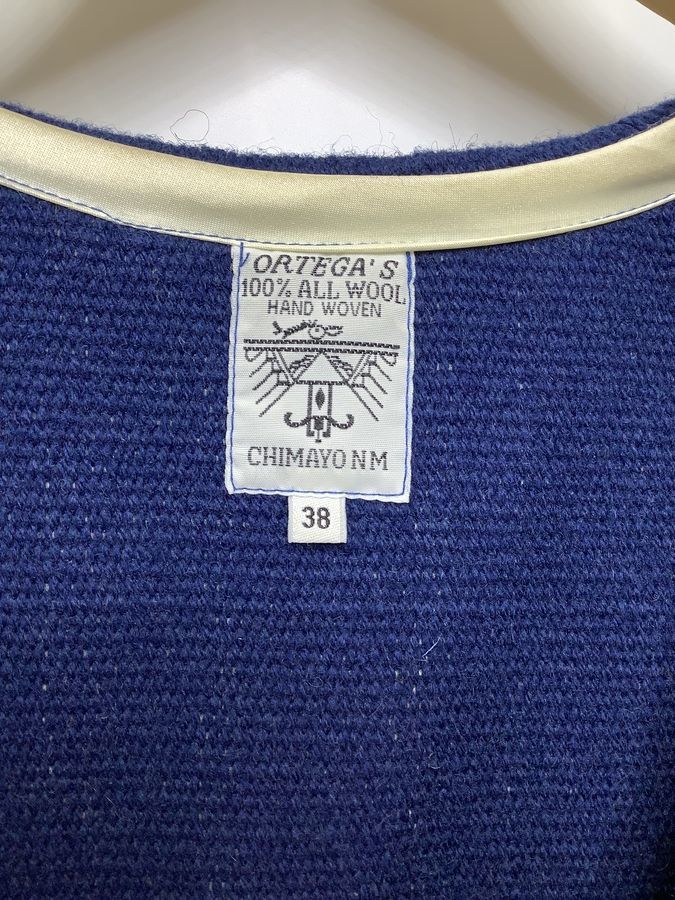 ORTEGA'S
100% ALL WOOL
HAND WOVEN
CHIMAYO NM
38